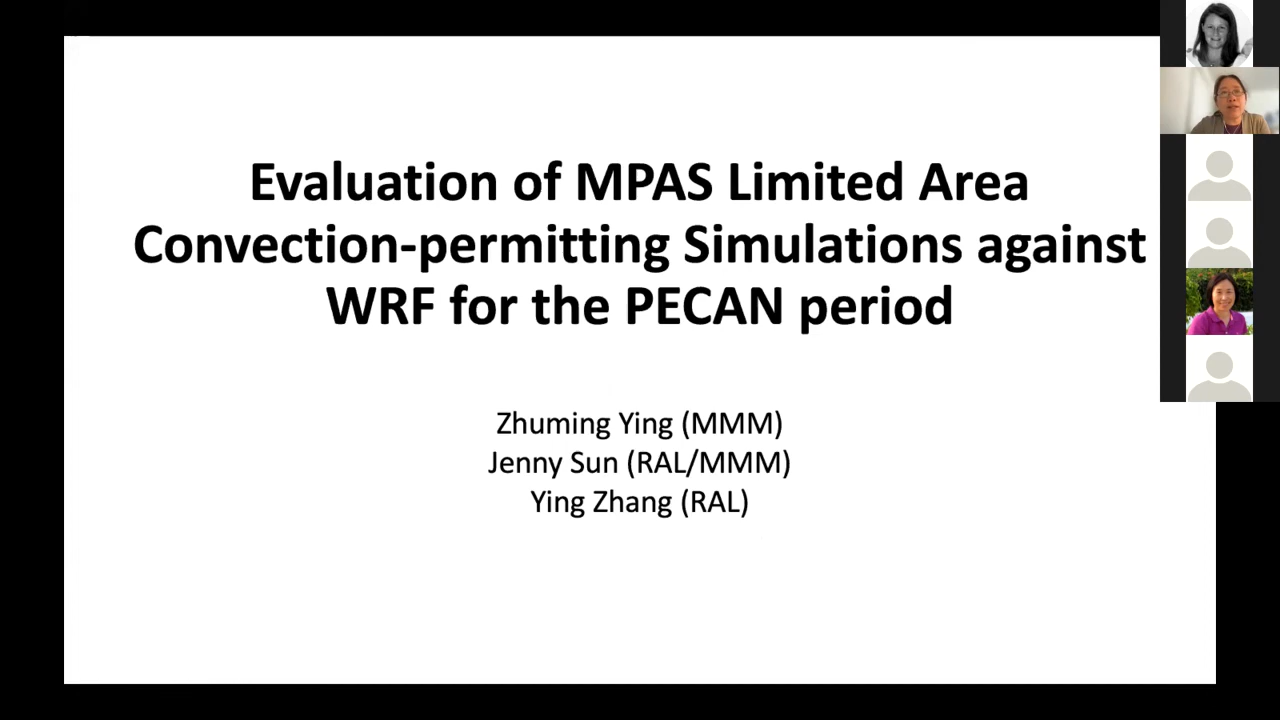 Evaluation of MPAS Limited Area
Convection-permitting Simulations against
WRF for the PECAN period
Zhuming Ying (MMM)
Jenny Sun (RAL/MMM)
Ying Zhang (RAL)